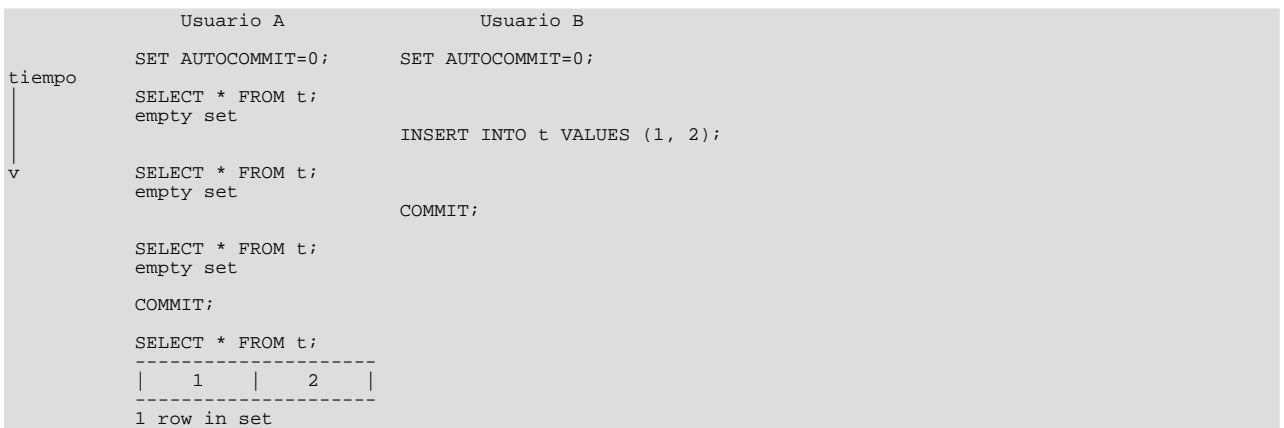 Usuario A Usuario B
SET AUTOCOMMIT=0; SET AUTOCOMMIT=0;
tiempo
| SELECT * FROM t;
| empty set
| INSERT INTO t VALUES (1, 2);
|
v SELECT * FROM t;
empty set
COMMIT;
SELECT * FROM t;
empty set
COMMIT;
SELECT * FROM t;
---------------------
| 1 | 2 |
---------------------
1 row in set